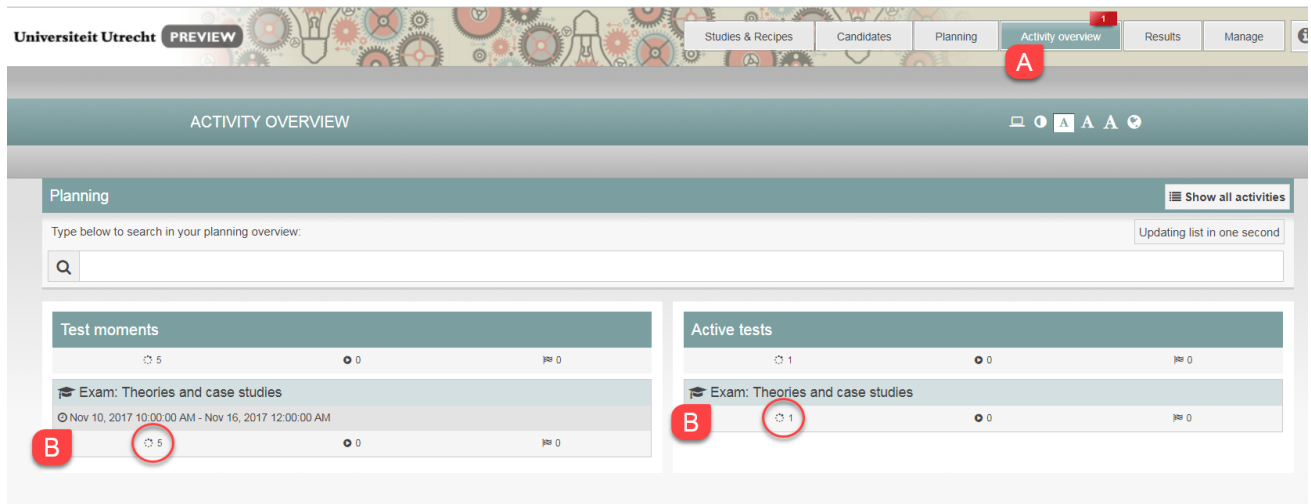 Universiteit Utrecht PREVIEW
Studies & Recipes Candidates Planning Activity overview 1 Results Manage
A
ACTIVITY OVERVIEW
A A A
Planning
Show all activities
Type below to search in your planning overview:
Updating list in one second
Test moments
5 0 0
Exam: Theories and case studies
Nov 10, 2017 10:00:00 AM - Nov 16, 2017 12:00:00 AM
B
5 0 0
Active tests
1 0 0
Exam: Theories and case studies
B
1 0 0